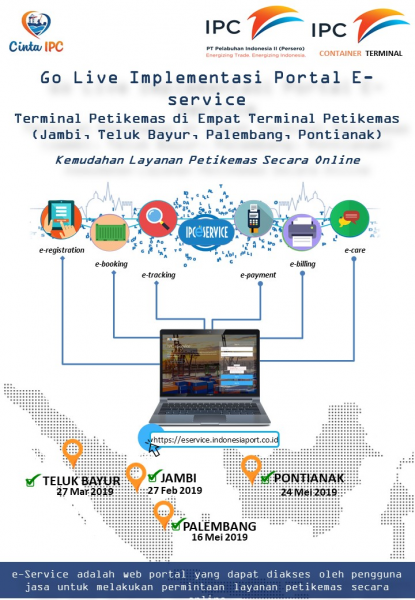 Cinta IPC
IPC
PT Pelabuhan Indonesia II (Persero)
Energizing Trade. Energizing Indonesia.
IPC
CONTAINER TERMINAL
Go Live Implementasi Portal E-
service
Terminal Petikemas di Empat Terminal Petikemas
(Jambi, Teluk Bayur, Palembang, Pontianak)
Kemudahan Layanan Petikemas Secara Online
IPC eSERVICE
e-registration
e-booking
e-tracking
e-payment
e-billing
e-care
https://eservice.indonesiaport.co.id
TELUK BAYUR
27 Mar 2019
JAMBI
27 Feb 2019
PONTIANAK
24 Mei 2019
PALEMBANG
16 Mei 2019
e-Service adalah web portal yang dapat diakses oleh pengguna
jasa untuk melakukan permintaan layanan petikemas secara
online